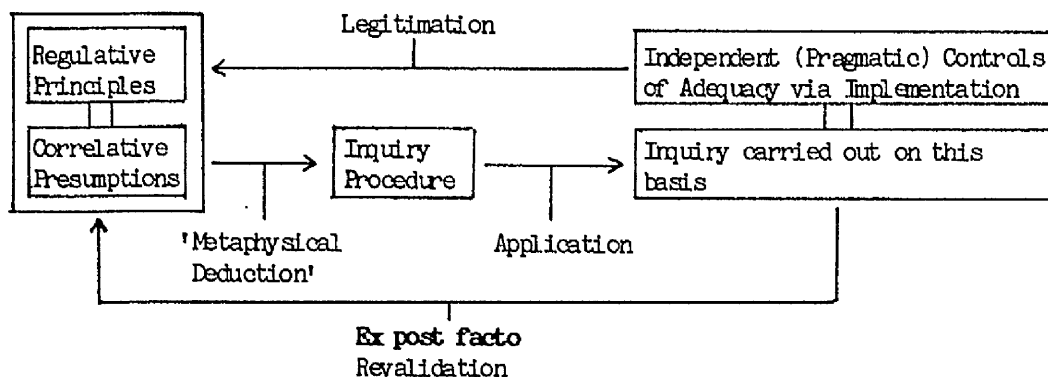 Legitimation
Regulative
Principles
Independent (Pragmatic) Controls
of Adequacy via Implementation
Correlative
Presumptions
Inquiry
Procedure
Inquiry carried out on this
basis
'Metaphysical
Deduction'
Application
Ex post facto
Revalidation